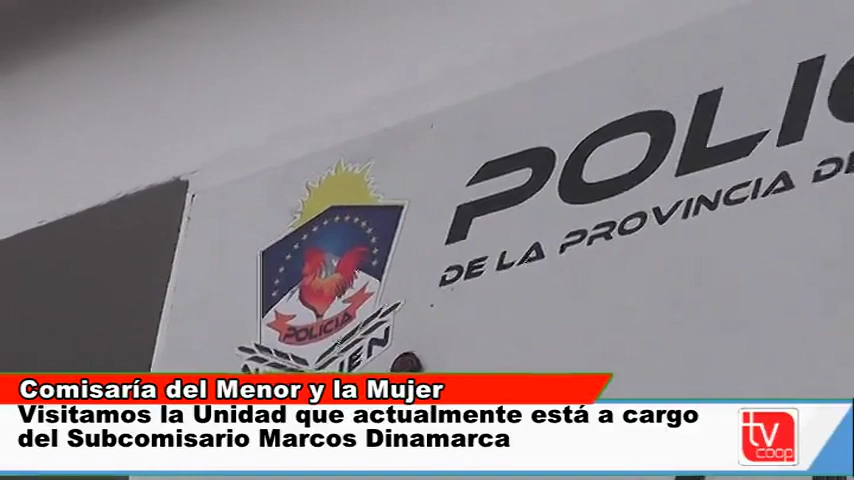 POLIC
DE LA PROVINCIA DE
POLICIA
Comisaría del Menor y la Mujer
Visitamos la Unidad que actualmente está a cargo
del Subcomisario Marcos Dinamarca
tv
coop